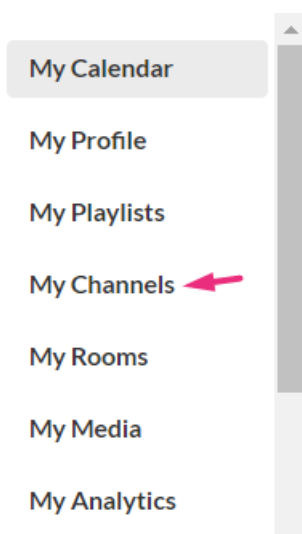 My Calendar
My Profile
My Playlists
My Channels
My Rooms
My Media
My Analytics